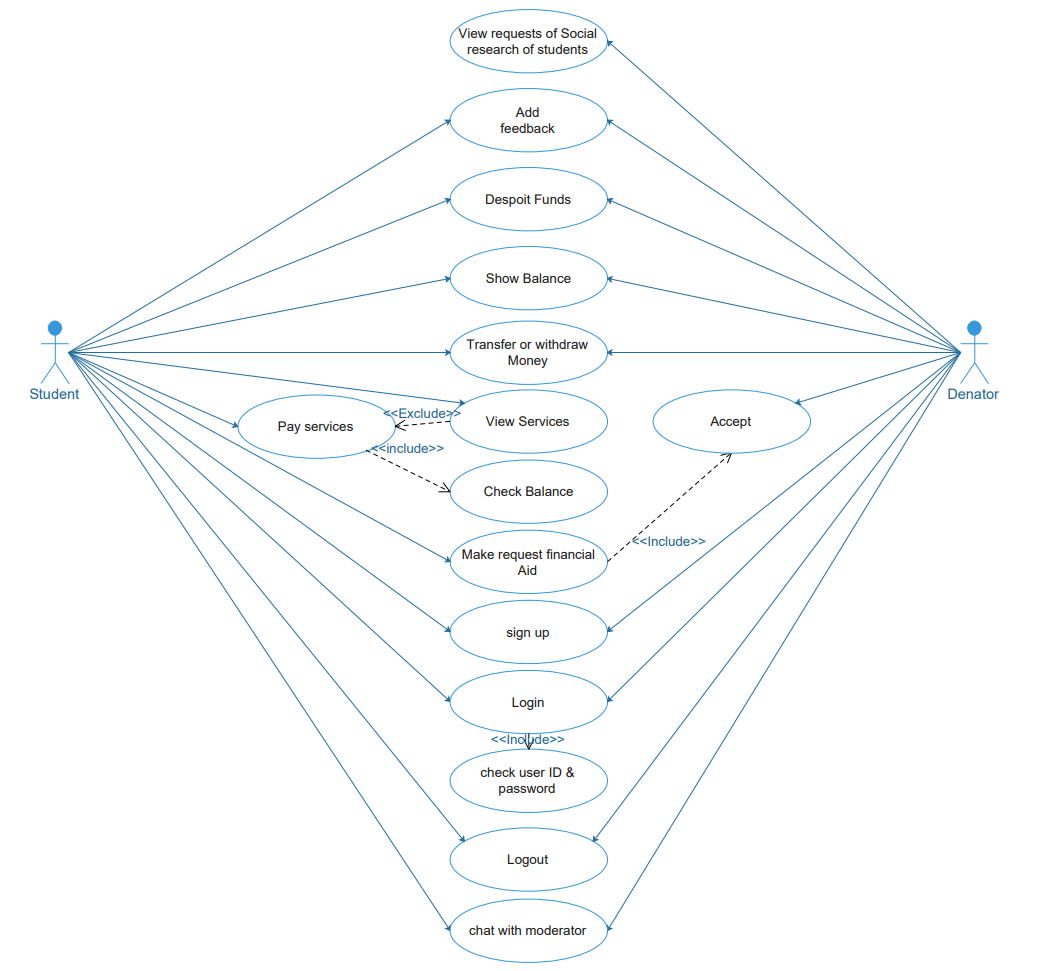 View requests of Social
research of students
Add
feedback
Despoit Funds
Show Balance
Transfer or withdraw
Money
Student
Denator
<<Exclude>>
Pay services
View Services
Accept
<<include>>
Check Balance
<<Include>>
Make request financial
Aid
sign up
Login
<<Include>>
check user ID &
password
Logout
chat with moderator